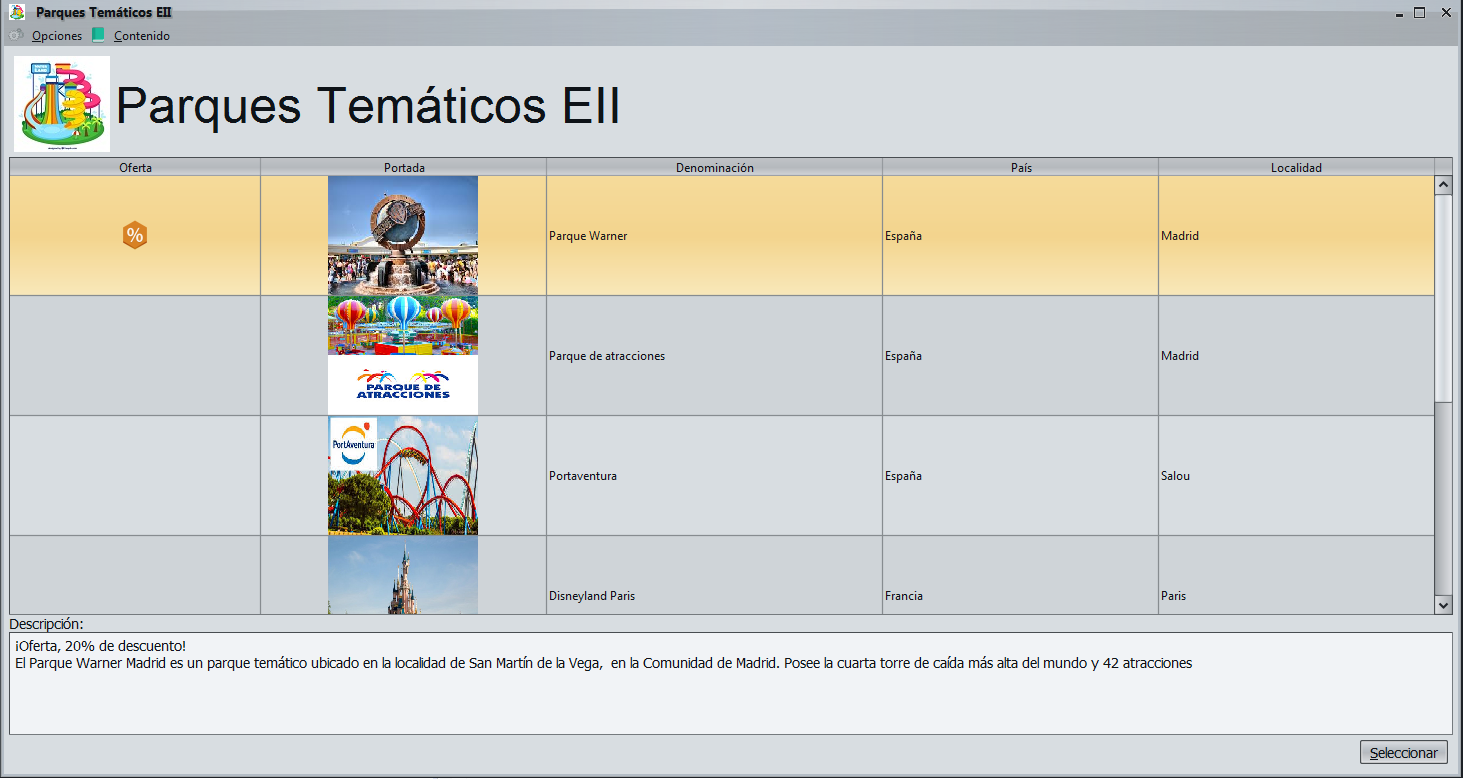 Parques Temáticos EII
Opciones Contenido
Parques Temáticos EII
Oferta Portada Denominación País Localidad
% Parque Warner España Madrid
Parque de atracciones España Madrid
PARQUE DE
ATRACCIONES
PortAventura
Portaventura España Salou
Disneyland Paris Francia Paris
Descripción:
¡Oferta, 20% de descuento!
El Parque Warner Madrid es un parque temático ubicado en la localidad de San Martín de la Vega, en la Comunidad de Madrid. Posee la cuarta torre de caída más alta del mundo y 42 atracciones
Seleccionar